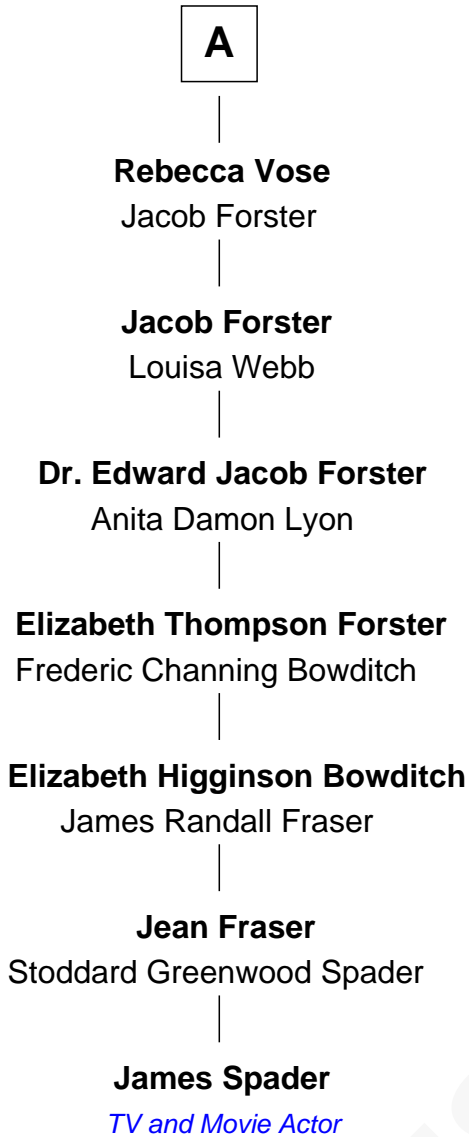 A
Rebecca Vose
Jacob Forster
Jacob Forster
Louisa Webb
Dr. Edward Jacob Forster
Anita Damon Lyon
Elizabeth Thompson Forster
Frederic Channing Bowditch
Elizabeth Higginson Bowditch
James Randall Fraser
Jean Fraser
Stoddard Greenwood Spader
James Spader
TV and Movie Actor